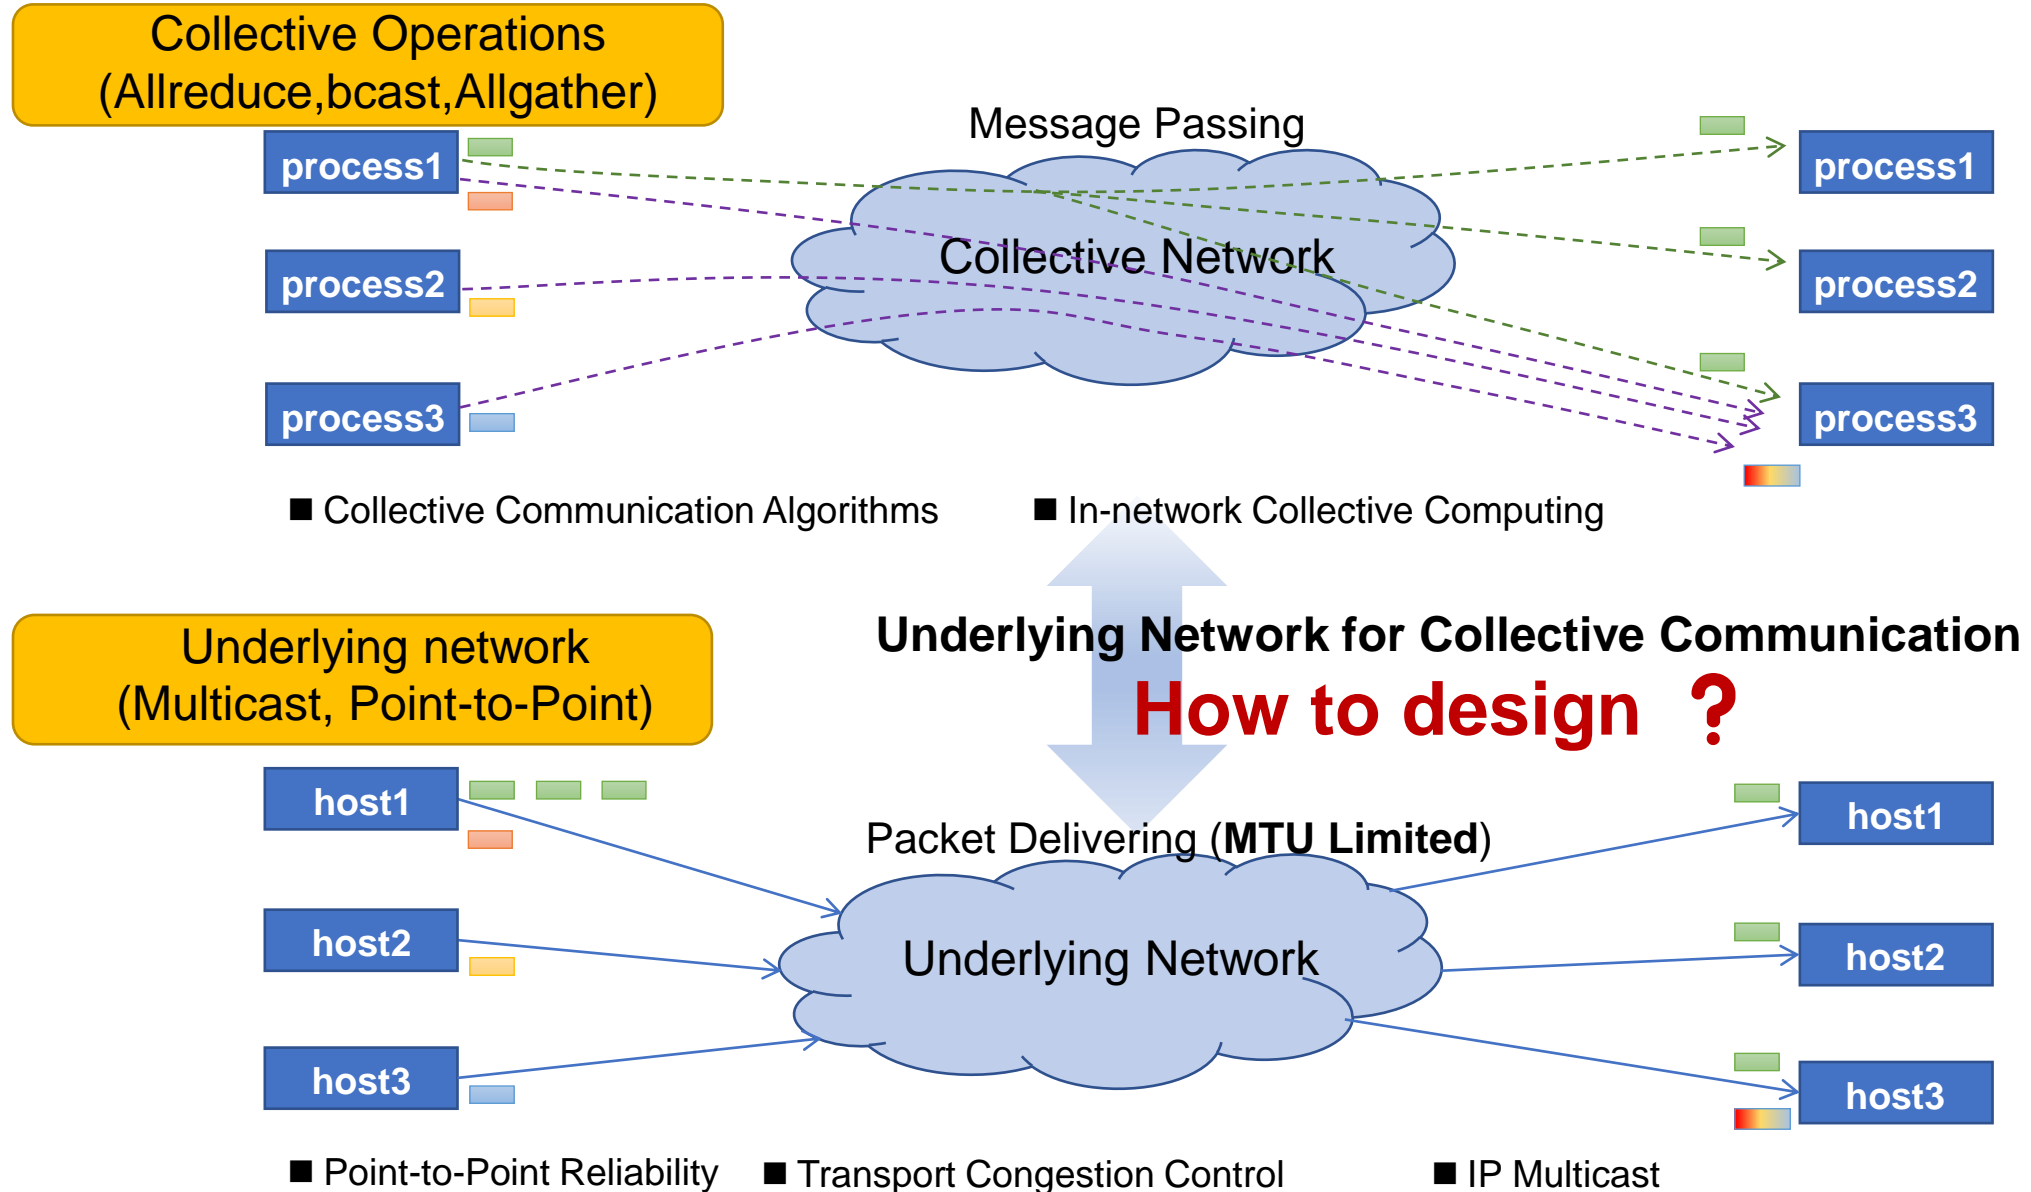 Collective Operations
(Allreduce,bcast,Allgather)
Message Passing
process1
process1
Collective Network
process2
process2
process3
process3
■ Collective Communication Algorithms
■ In-network Collective Computing
Underlying network
(Multicast, Point-to-Point)
Underlying Network for Collective Communication
How to design ？
host1
host1
Packet Delivering (MTU Limited)
host2
Underlying Network
host2
host3
host3
■ Point-to-Point Reliability
■ Transport Congestion Control
■ IP Multicast